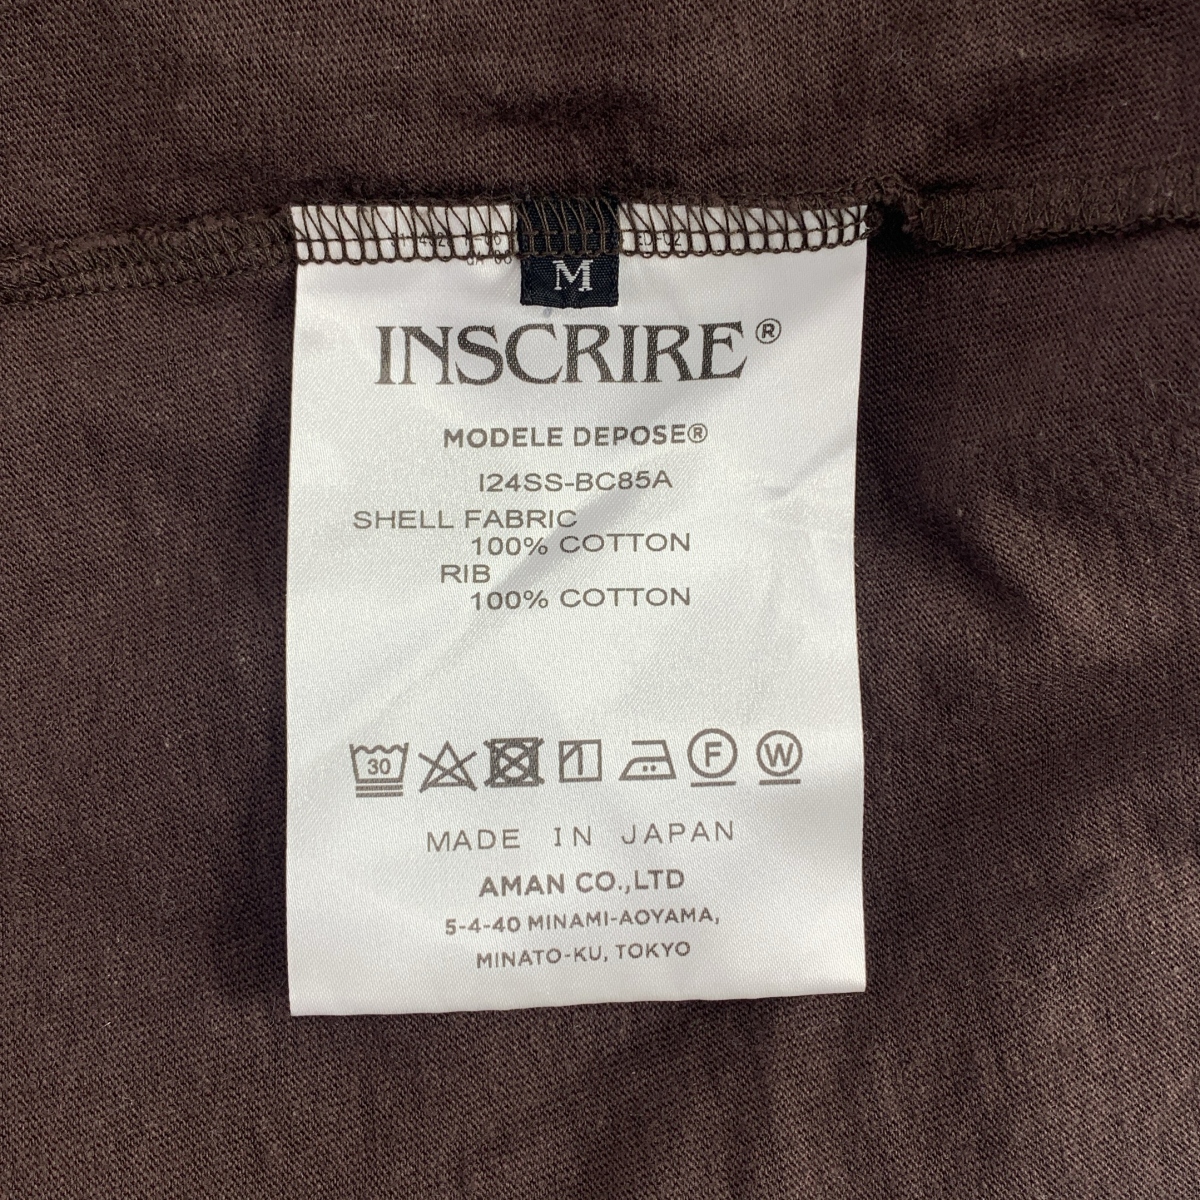 M
INSCRIRE®
MODELE DEPOSE®
I24SS-BC85A
SHELL FABRIC
100% COTTON
RIB
100% COTTON
30 F W
MADE IN JAPAN
AMAN CO.,LTD
5-4-40 MINAMI-AOYAMA,
MINATO-KU, TOKYO